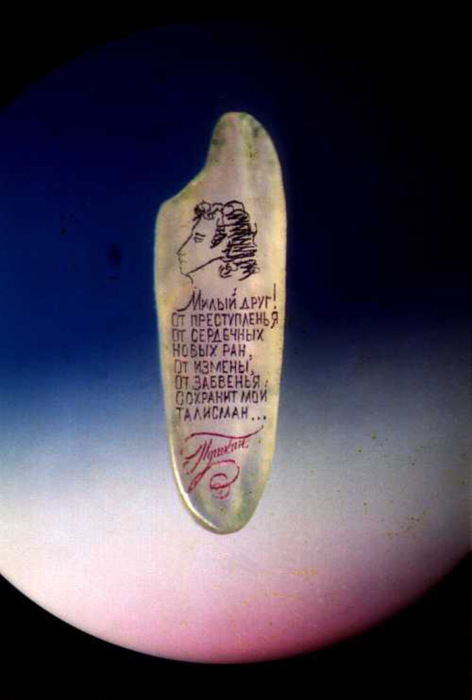 Милый друг!
от преступленья
от сердечных
новых ран,
от измены,
от забвенья,
сохранит мой
талисман...
Пушкин